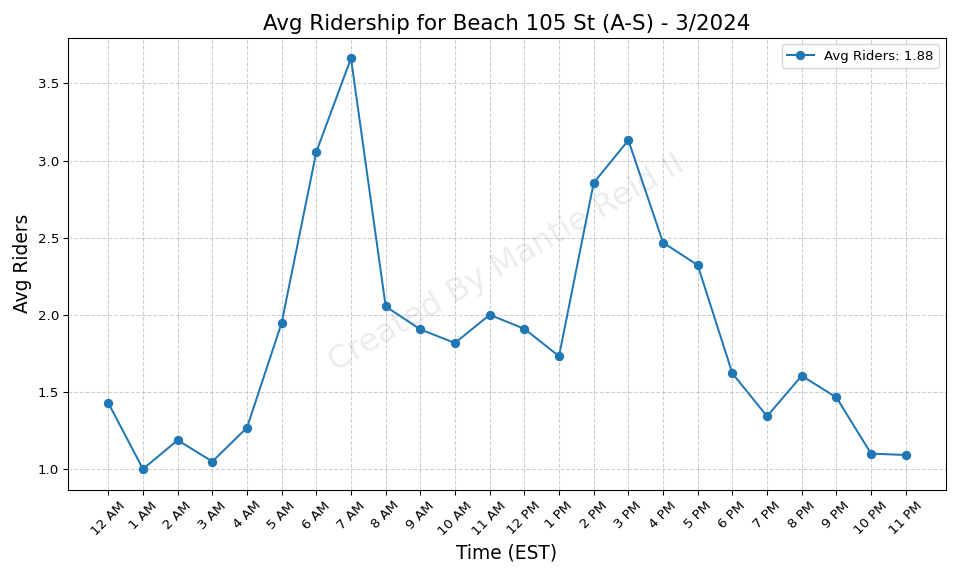 Avg Ridership for Beach 105 St (A-S) - 3/2024
Avg Riders: 1.88
3.5
3.0
2.5
2.0
1.5
1.0
Avg Riders
Created By Mantie Reid II
12 AM
1 AM
2 AM
3 AM
4 AM
5 AM
6 AM
7 AM
8 AM
9 AM
10 AM
11 AM
12 PM
1 PM
2 PM
3 PM
4 PM
5 PM
6 PM
7 PM
8 PM
9 PM
10 PM
11 PM
Time (EST)